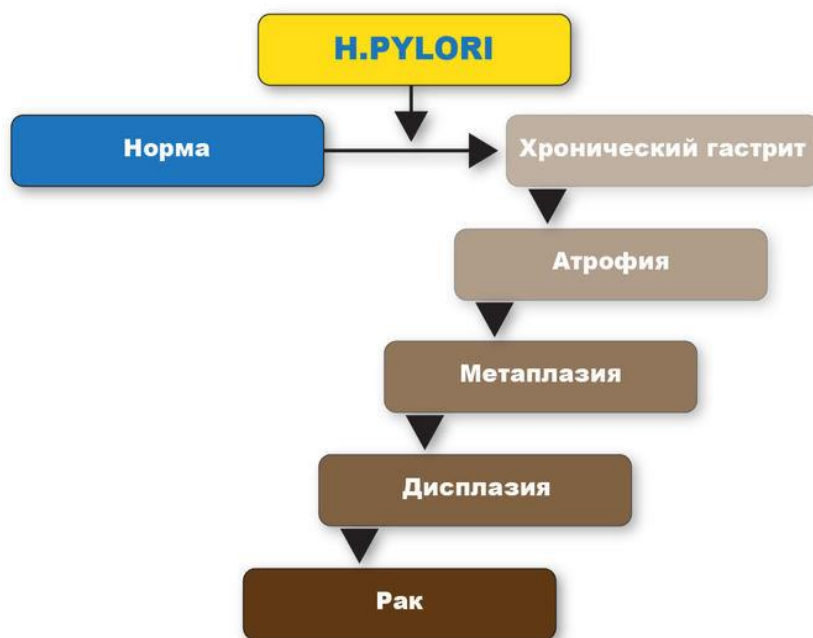 H.PYLORI
Норма
Хронический гастрит
Атрофия
Метаплазия
Дисплазия
Рак